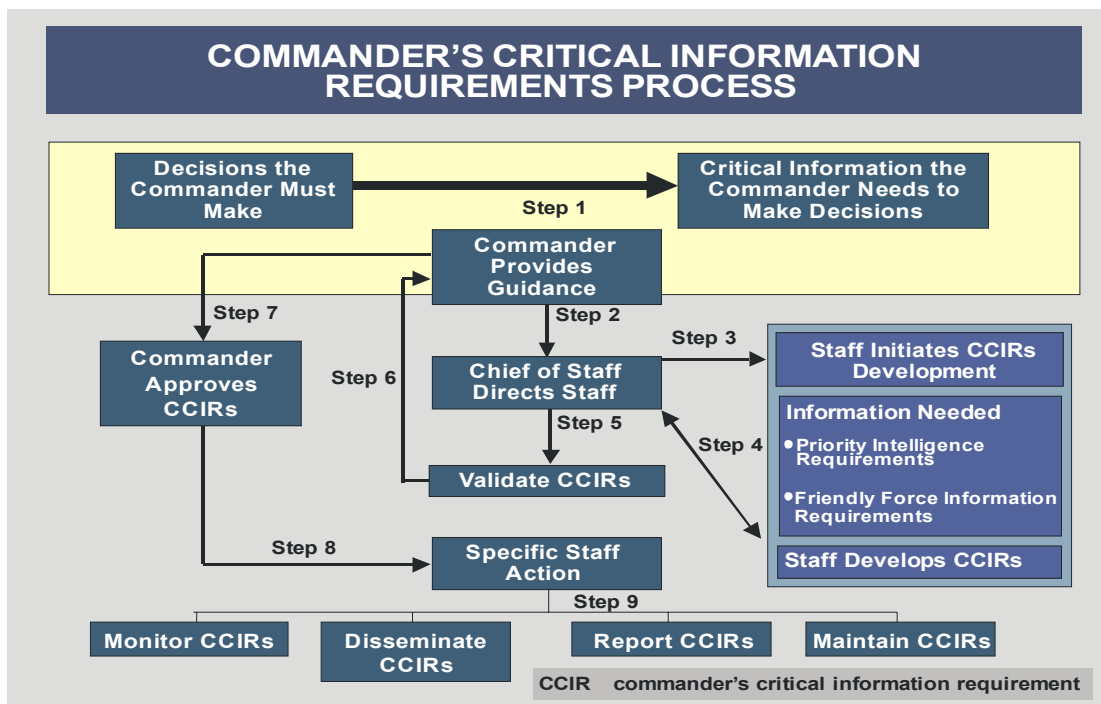 COMMANDER’S CRITICAL INFORMATION
REQUIREMENTS PROCESS
Decisions the
Commander Must
Make
Step 1
Critical Information the
Commander Needs to
Make Decisions
Commander
Provides
Guidance
Step 7
Step 2
Step 3
Commander
Approves
CCIRs
Step 6
Chief of Staff
Directs Staff
Staff Initiates CCIRs
Development
Step 5
Step 4
Information Needed
•Priority Intelligence
Requirements
•Friendly Force Information
Requirements
Validate CCIRs
Staff Develops CCIRs
Step 8
Specific Staff
Action
Step 9
Monitor CCIRs
Disseminate
CCIRs
Report CCIRs
Maintain CCIRs
CCIR commander’s critical information requirement